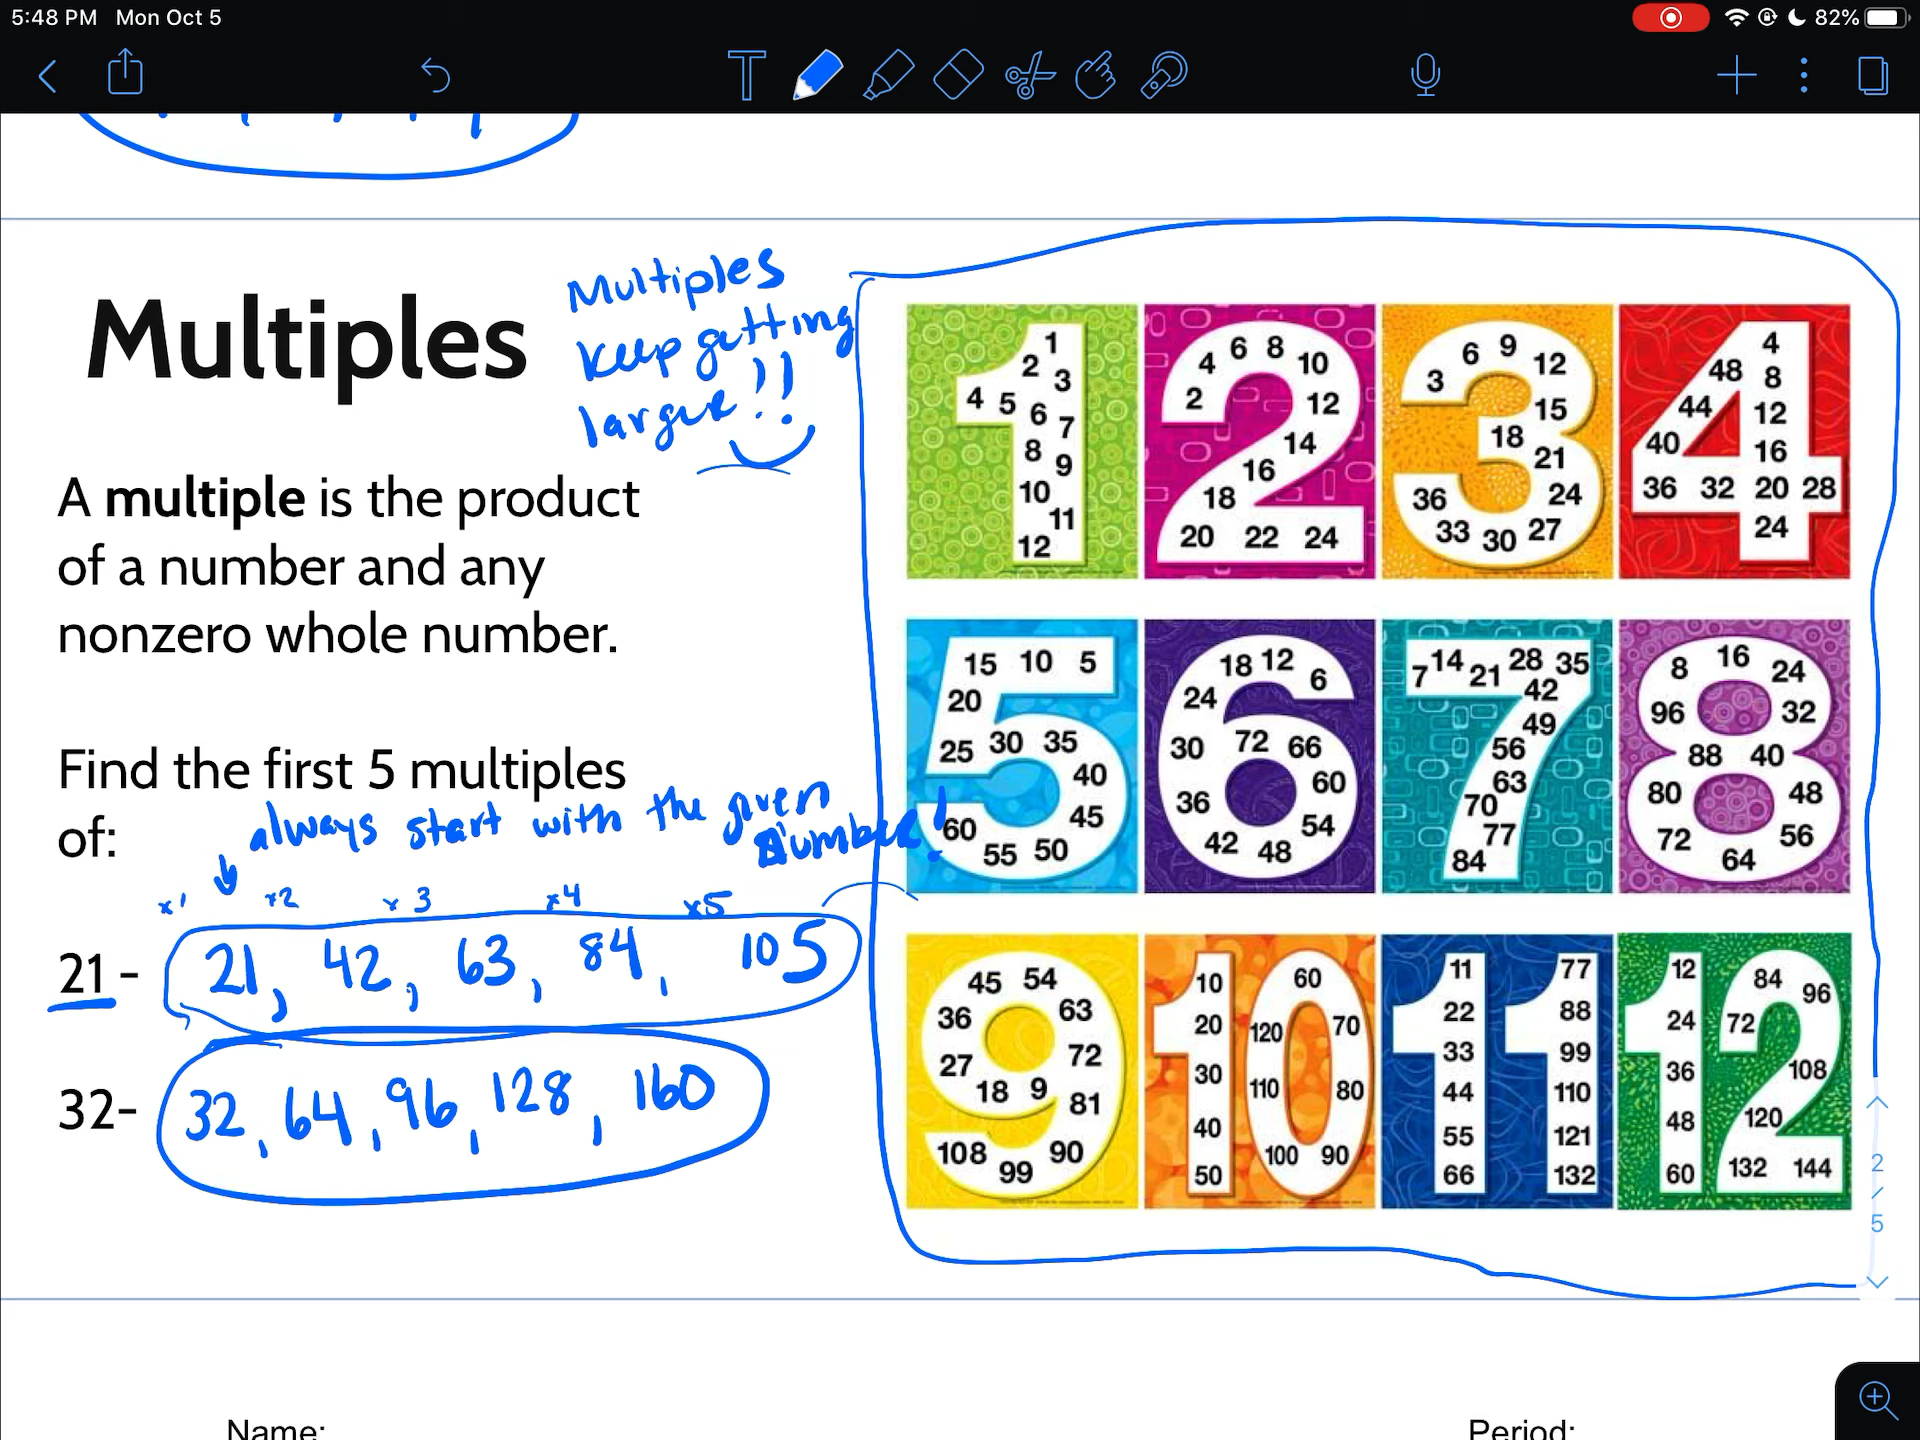 5:48 PM Mon Oct 5
82%
Multiples
Multiples
keep getting
larger!!
A multiple is the product
of a number and any
nonzero whole number.
Find the first 5 multiples
of:
always start with the given
number!
x1 x2 x3 x4 x5
21- 21, 42, 63, 84, 105
32- 32, 64, 96, 128, 160
1
2
3
4 5 6
7
8
9
10
11
12
4 6 8 10
2 12
14
16
18
20 22 24
3 6 9 12
15
18
21
36 24
33 30 27
4
48 8
44 12
40 16
36 32 20 28
24
15 10 5
20
25 30 35
40
60 45
55 50
18 12 6
24
30 72 66
60
36
54
42 48
7 14 21 28 35
42
49
56
63
70
77
84
8 16 24
96 32
88 40
80 48
72 56
64
45 54
36 63
27 72
18 9 81
108 99 90
10 60
20 120 70
30 110 80
40
50 100 90
11 77
22 88
33 99
44 110
55 121
66 132
12 84 96
24 72
36 108
48 120
60 132 144
2
/
5
Name:
Period: